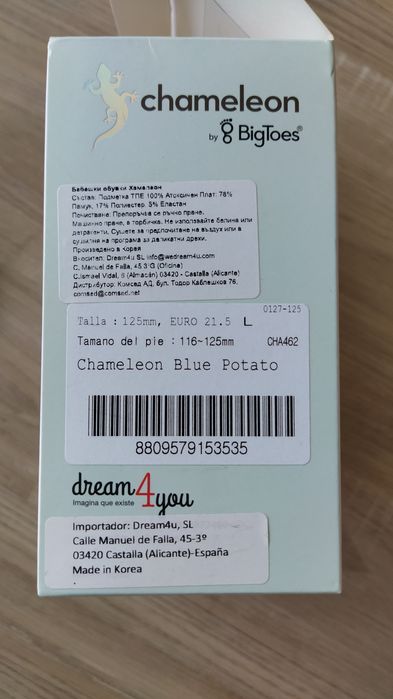 chameleon
by BigToes®
Бебешки обувки Хамелеон
Състав: Подметка ТПЕ 100% Атоксичен Плат: 78%
Памук, 17% Полиестер, 5% Еластан
Почистване: Препоръчва се ръчно пране.
Машинно пране, в торбичка. Не използвайте белина или
детергенти. Сушете за предпочитане на въздух или в
сушилня на програма за деликатни дрехи.
Произведено в Корея
Вносител: Dream4u SL info@wedream4u.com
C, Manuel de Falla, 45 3ºG (Oficina)
C.Ismael Vidal, 6 (Almacén) 03420 - Castalla (Alicante)
Дистрибутор: Комсед АД, бул. Тодор Каблешков 76,
comsed@comsed.net
0127-125
Talla : 125mm, EURO 21.5 L
Tamano del pie : 116~125mm CHA462
Chameleon Blue Potato
8809579153535
dream4you
Imagina que existe
Importador: Dream4u, SL
Calle Manuel de Falla, 45-3º
03420 Castalla (Alicante)-España
Made in Korea